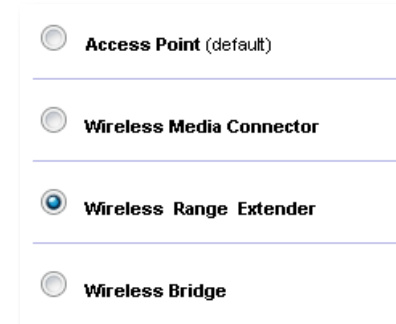 Access Point (default)
Wireless Media Connector
Wireless Range Extender
Wireless Bridge